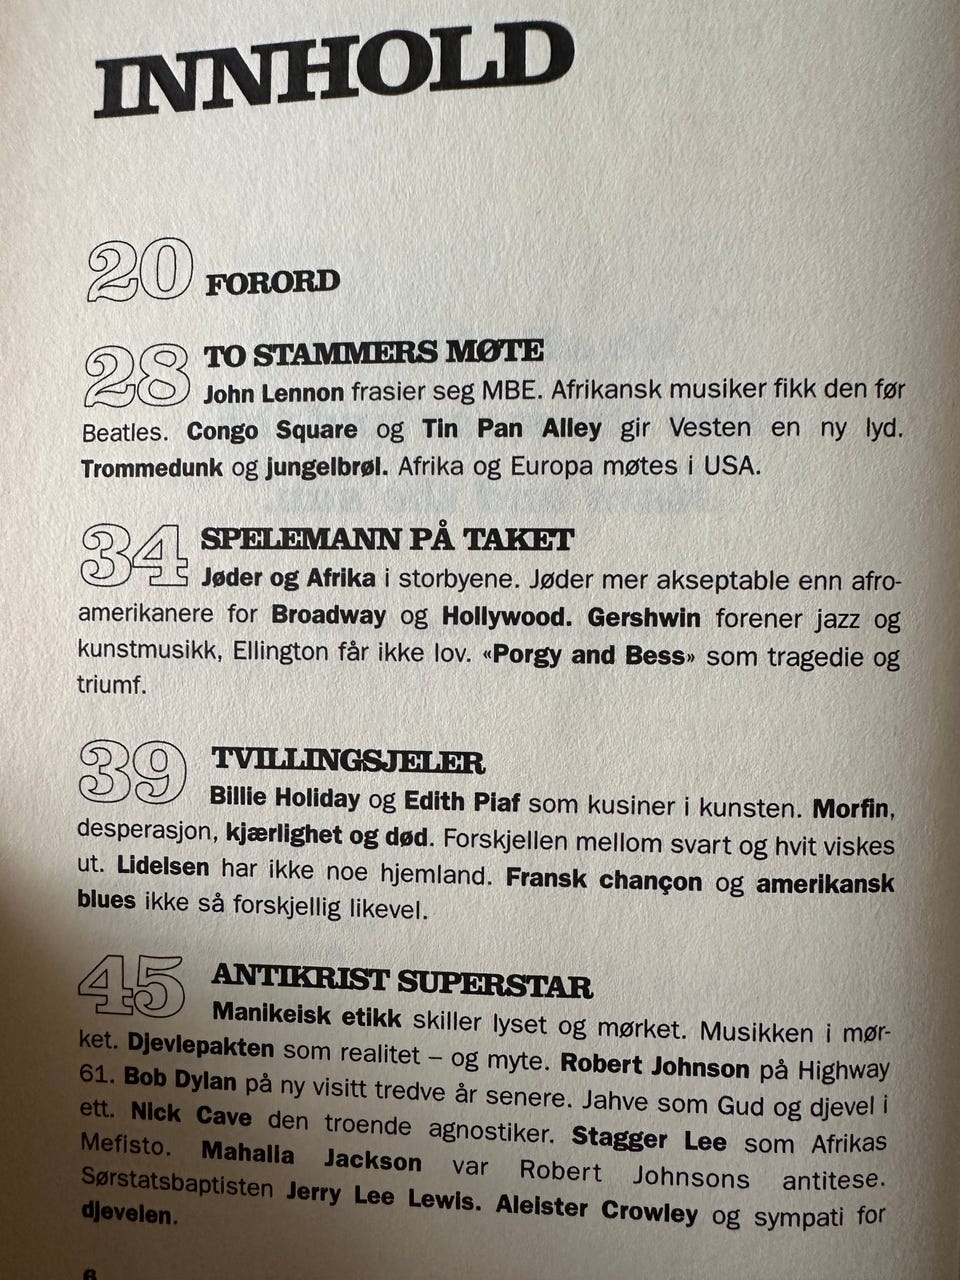 INNHOLD
20 FORORD
28 TO STAMMERS MØTE
John Lennon frasier seg MBE. Afrikansk musiker fikk den før
Beatles. Congo Square og Tin Pan Alley gir Vesten en ny lyd.
Trommedunk og jungelbrøl. Afrika og Europa møtes i USA.
34 SPELEMANN PÅ TAKET
Jøder og Afrika i storbyene. Jøder mer akseptable enn afro-
amerikanere for Broadway og Hollywood. Gershwin forener jazz og
kunstmusikk, Ellington får ikke lov. «Porgy and Bess» som tragedie og
triumf.
39 TVILLINGSJELER
Billie Holiday og Edith Piaf som kusiner i kunsten. Morfin,
desperasjon, kjærlighet og død. Forskjellen mellom svart og hvit viskes
ut. Lidelsen har ikke noe hjemland. Fransk chançon og amerikansk
blues ikke så forskjellig likevel.
45 ANTIKRIST SUPERSTAR
Manikeisk etikk skiller lyset og mørket. Musikken i mør-
ket. Djevlepakten som realitet – og myte. Robert Johnson på Highway
61. Bob Dylan på ny visitt tredve år senere. Jahve som Gud og djevel i
ett. Nick Cave den troende agnostiker. Stagger Lee som Afrikas
Mefisto. Mahalia Jackson var Robert Johnsons antitese.
Sørstatsbaptisten Jerry Lee Lewis. Aleister Crowley og sympati for
djevelen.
6